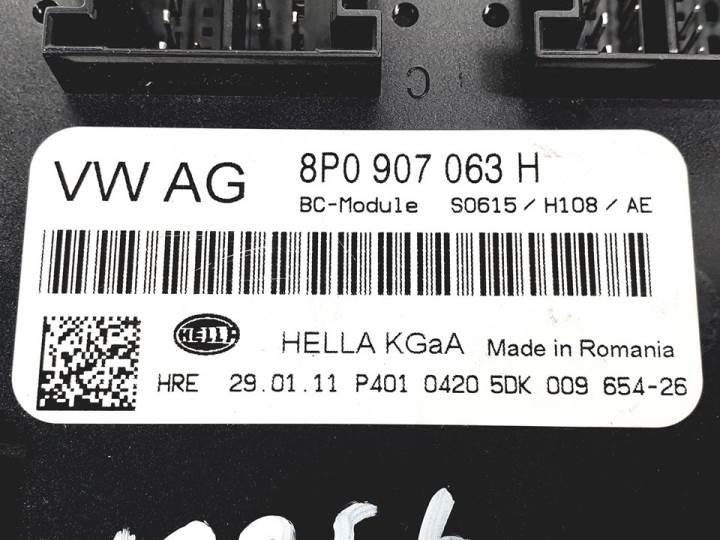 C
VW AG
8P0 907 063 H
BC-Module S0615 / H108 / AE
HELLA
HELLA KGaA Made in Romania
HRE 29.01.11 P401 0420 5DK 009 654-26